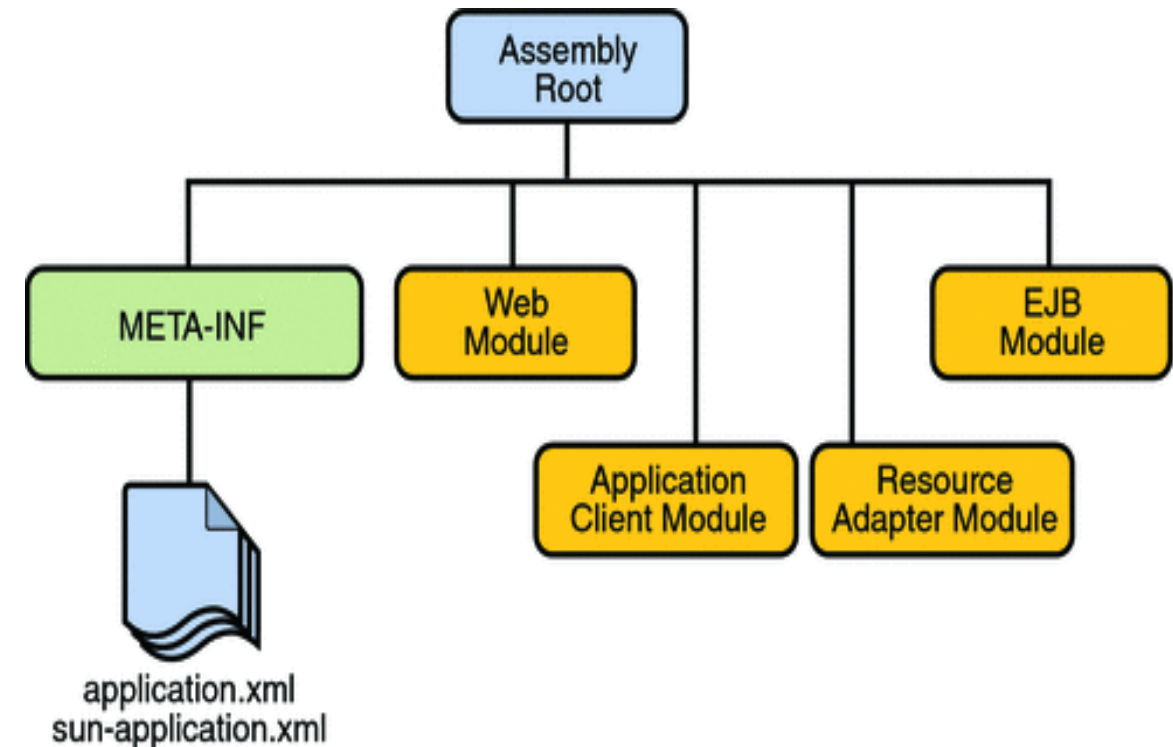 Assembly
Root
META-INF
Web
Module
EJB
Module
Application
Client Module
Resource
Adapter Module
application.xml
sun-application.xml